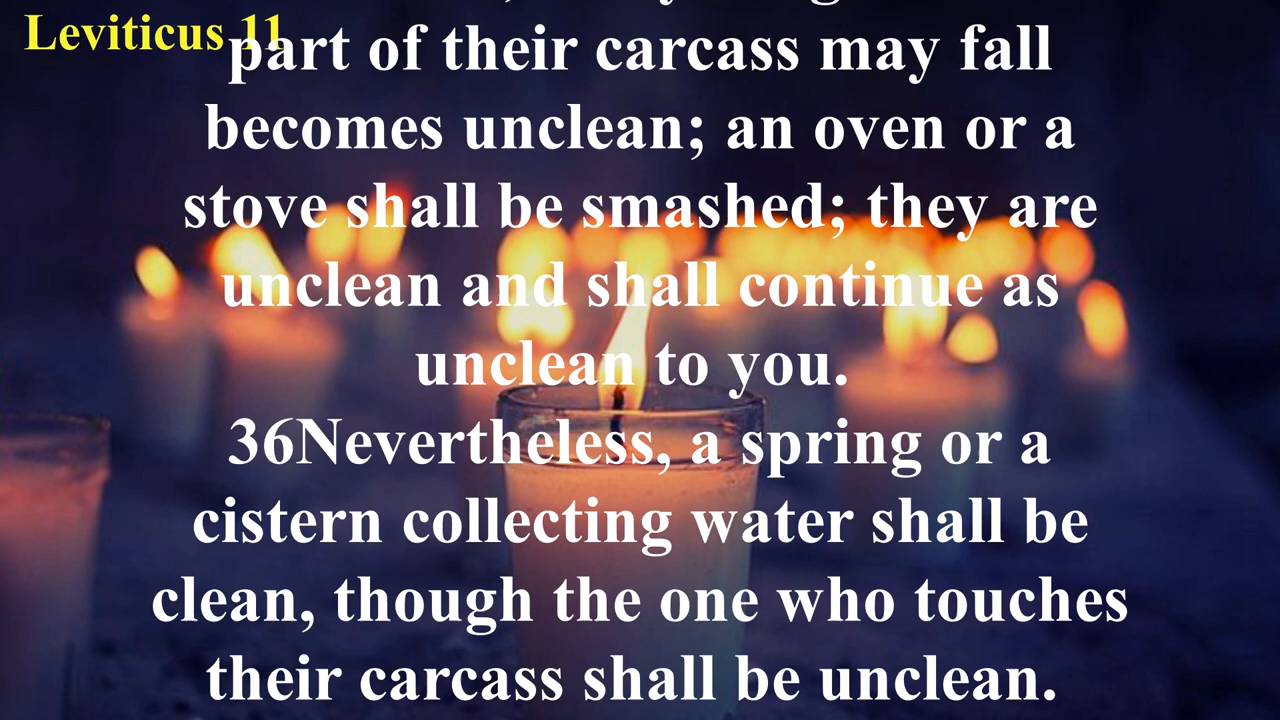 Leviticus 11
part of their carcass may fall
becomes unclean; an oven or a
stove shall be smashed; they are
unclean and shall continue as
unclean to you.
36Nevertheless, a spring or a
cistern collecting water shall be
clean, though the one who touches
their carcass shall be unclean.